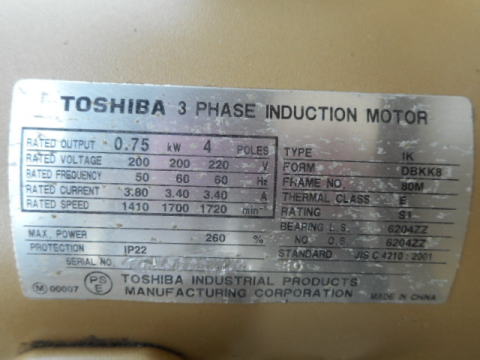 TOSHIBA 3 PHASE INDUCTION MOTOR
RATED OUTPUT 0.75 kW 4 POLES
RATED VOLTAGE 200 200 220 V
RATED FREQUENCY 50 60 60 Hz
RATED CURRENT 3.80 3.40 3.40 A
RATED SPEED 1410 1700 1720 min⁻¹
MAX. POWER 260 %
PROTECTION IP22
SERIAL NO.
TYPE IK
FORM DBKK8
FRAME NO. 80M
THERMAL CLASS E
RATING S1
BEARING L.S. 6204ZZ
NO. O.S. 6204ZZ
STANDARD JIS C 4210 : 2001
M 00007 PS E TOSHIBA INDUSTRIAL PRODUCTS
MANUFACTURING CORPORATION MADE IN CHINA